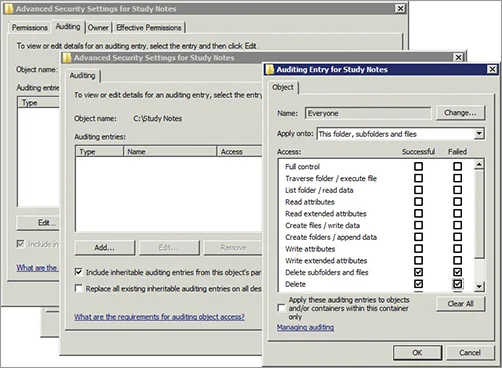 Advanced Security Settings for Study Notes
Permissions Auditing Owner Effective Permissions
To view or edit details for an auditing entry, select the entry and then click Edit.
Object name:
Auditing entries:
Type
Edit...
Include in
What are the
Advanced Security Settings for Study Notes
Auditing
To view or edit details for an auditing entry, select the entry
Object name: C:\Study Notes
Auditing entries:
Type Name Access
Add... Edit... Remove
Include inheritable auditing entries from this object's par
Replace all existing inheritable auditing entries on all des
What are the requirements for auditing object access?
Auditing Entry for Study Notes
Object
Name: Everyone Change...
Apply onto: This folder, subfolders and files
Access: Successful Failed
Full control
Traverse folder / execute file
List folder / read data
Read attributes
Read extended attributes
Create files / write data
Create folders / append data
Write attributes
Write extended attributes
Delete subfolders and files
Delete
Apply these auditing entries to objects
and/or containers within this container
only
Clear All
Managing auditing
OK Cancel